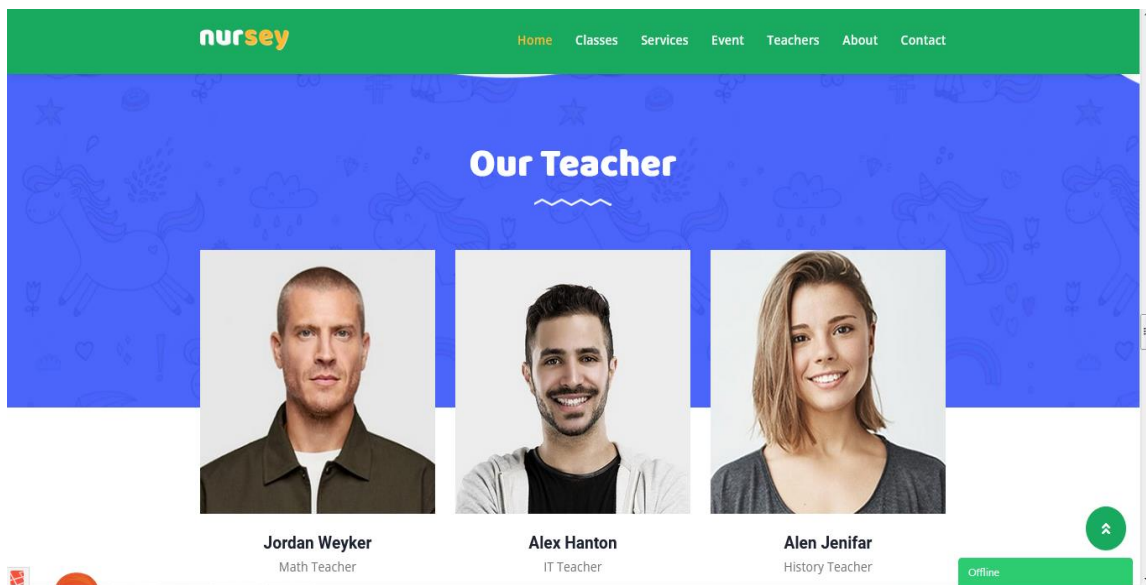 nursey
Home Classes Services Event Teachers About Contact
Our Teacher
Jordan Weyker Alex Hanton Alen Jenifar
Math Teacher IT Teacher History Teacher
Offline